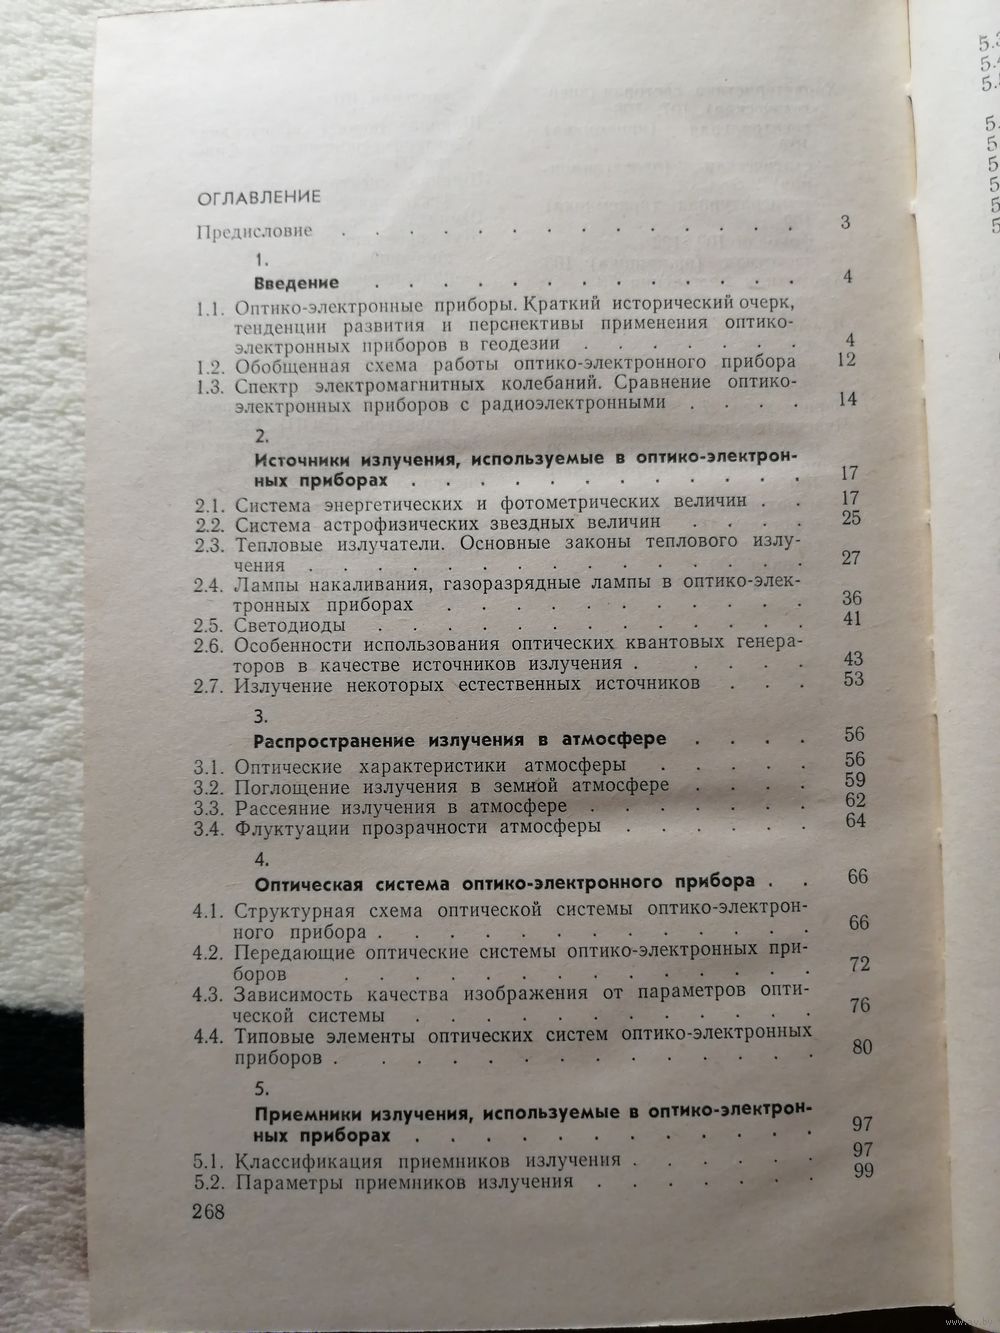 ОГЛАВЛЕНИЕ
Предисловие . . . . . . . . . . . . . 3
1.
Введение . . . . . . . . . . . . 4
1.1. Оптико-электронные приборы. Краткий исторический очерк,
тенденции развития и перспективы применения оптико-
электронных приборов в геодезии . . . . . . . 4
1.2. Обобщенная схема работы оптико-электронного прибора 12
1.3. Спектр электромагнитных колебаний. Сравнение оптико-
электронных приборов с радиоэлектронными . . . . 14
2.
Источники излучения, используемые в оптико-электрон-
ных приборах . . . . . . . . . . . 17
2.1. Система энергетических и фотометрических величин . . 17
2.2. Система астрофизических звездных величин . . . . 25
2.3. Тепловые излучатели. Основные законы теплового излу-
чения . . . . . . . . . . . . . . 27
2.4. Лампы накаливания, газоразрядные лампы в оптико-элек-
тронных приборах . . . . . . . . . . 36
2.5. Светодиоды . . . . . . . . . . . . 41
2.6. Особенности использования оптических квантовых генера-
торов в качестве источников излучения . . . . . 43
2.7. Излучение некоторых естественных источников . . . 53
3.
Распространение излучения в атмосфере . . . . 56
3.1. Оптические характеристики атмосферы . . . . . 56
3.2. Поглощение излучения в земной атмосфере . . . . 59
3.3. Рассеяние излучения в атмосфере . . . . . . . 62
3.4. Флуктуации прозрачности атмосферы . . . . . . 64
4.
Оптическая система оптико-электронного прибора . . 66
4.1. Структурная схема оптической системы оптико-электрон-
ного прибора . . . . . . . . . . . . 66
4.2. Передающие оптические системы оптико-электронных при-
боров . . . . . . . . . . . . . 72
4.3. Зависимость качества изображения от параметров опти-
ческой системы . . . . . . . . . . . 76
4.4. Типовые элементы оптических систем оптико-электронных
приборов . . . . . . . . . . . . . 80
5.
Приемники излучения, используемые в оптико-электрон-
ных приборах . . . . . . . . . . . 97
5.1. Классификация приемников излучения . . . . . . 97
5.2. Параметры приемников излучения . . . . . . . 99
268